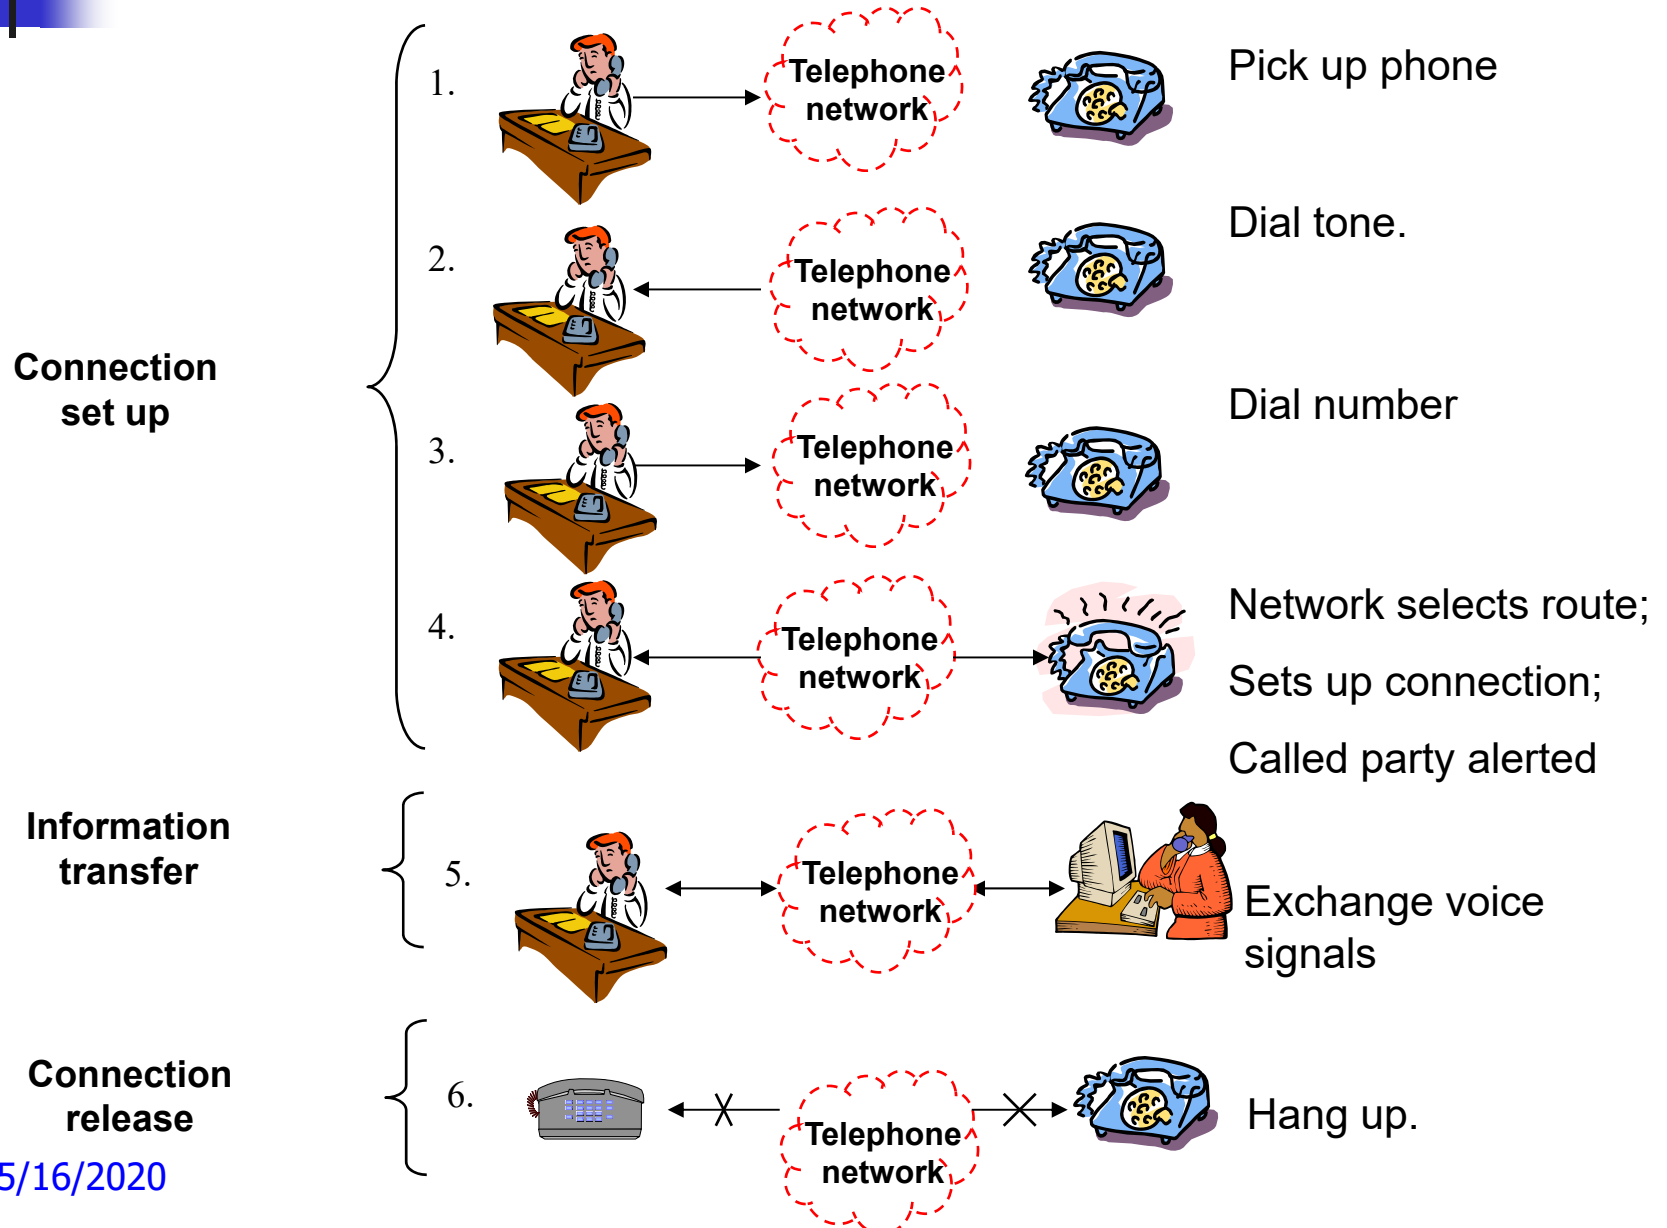 1.
Telephone
network
Pick up phone
2.
Telephone
network
Dial tone.
Connection
set up
3.
Telephone
network
Dial number
4.
Telephone
network
Network selects route;
Sets up connection;
Called party alerted
Information
transfer
5.
Telephone
network
Exchange voice
signals
Connection
release
6.
Telephone
network
Hang up.
5/16/2020